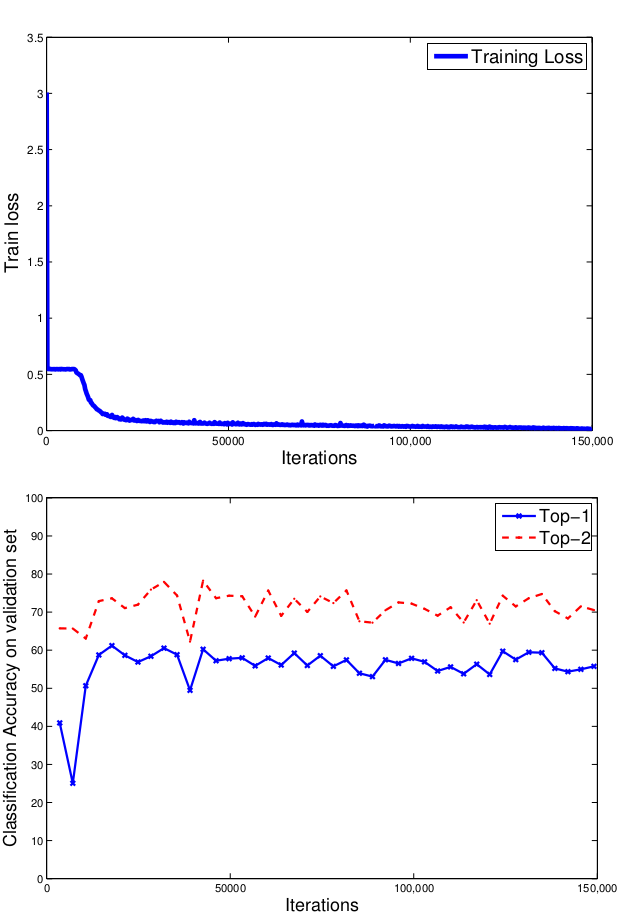 3.5
Training Loss
3
2.5
2
1.5
1
0.5
0
Train loss
0 50000 100,000 150,000
Iterations
100
Top-1
Top-2
90
80
70
60
50
40
30
20
10
0
Classification Accuracy on validation set
0 50000 100,000 150,000
Iterations